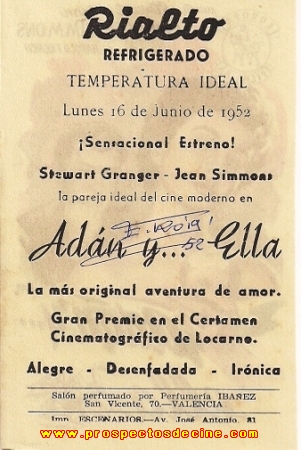 Rialto
REFRIGERADO
TEMPERATURA IDEAL
Lunes 16 de Junio de 1952
¡Sensacional Estreno!
Stewart Granger - Jean Simmons
la pareja ideal del cine moderno en
Adán y... Ella
La más original aventura de amor.
Gran Premio en el Certamen
Cinematográfico de Locarno.
Alegre - Desenfadada - Irónica
Salón perfumado por Perfumería IBAÑEZ
San Vicente, 70.—VALENCIA
Imp. ESCENARIOS—Av. José Antonio, 81
www.prospectosdecine.com